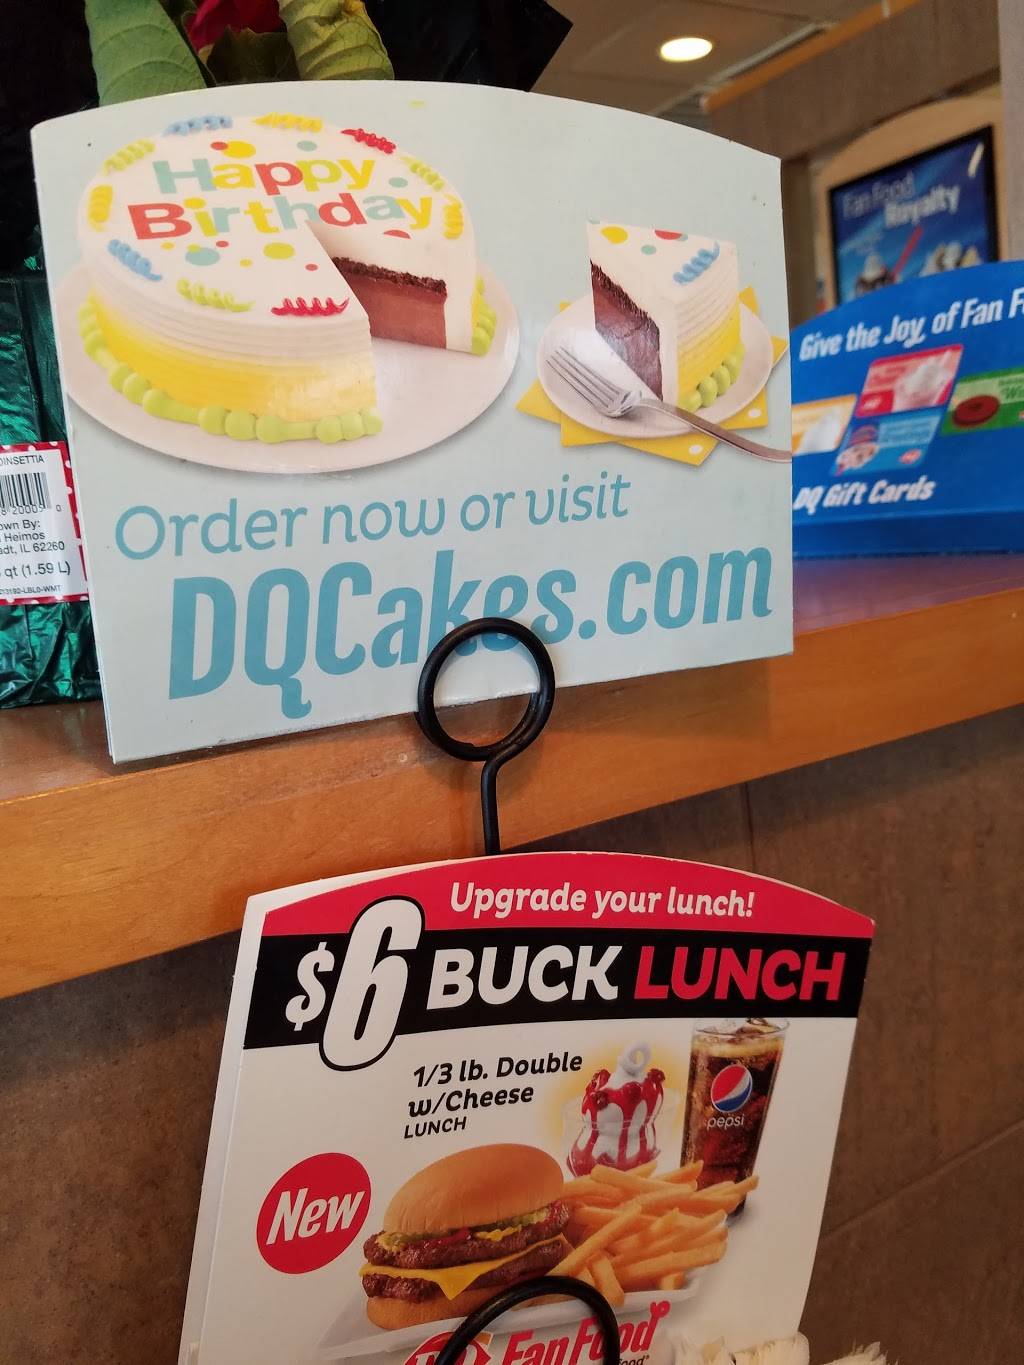 Happy
Birthday
Order now or visit
DQCakes.com
Fan Food
Royalty
Give the Joy of Fan F
DQ Gift Cards
OINSETTIA
own By:
Heimos
adt, IL 62260
qt (1.59 L)
Upgrade your lunch!
$6 BUCK LUNCH
1/3 lb. Double
w/Cheese
LUNCH
pepsi
New
Fan Food